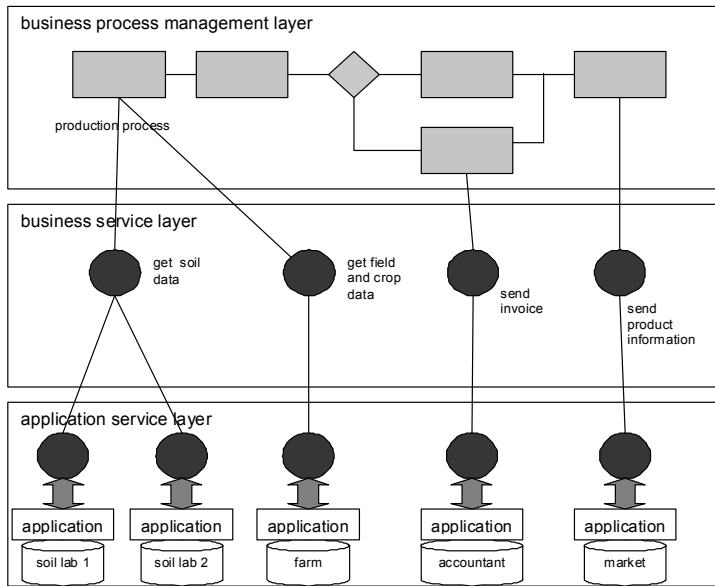 business process management layer
production process
business service layer
get soil
data
get field
and crop
data
send
invoice
send
product
information
application service layer
application
application
application
application
application
soil lab 1
soil lab 2
farm
accountant
market